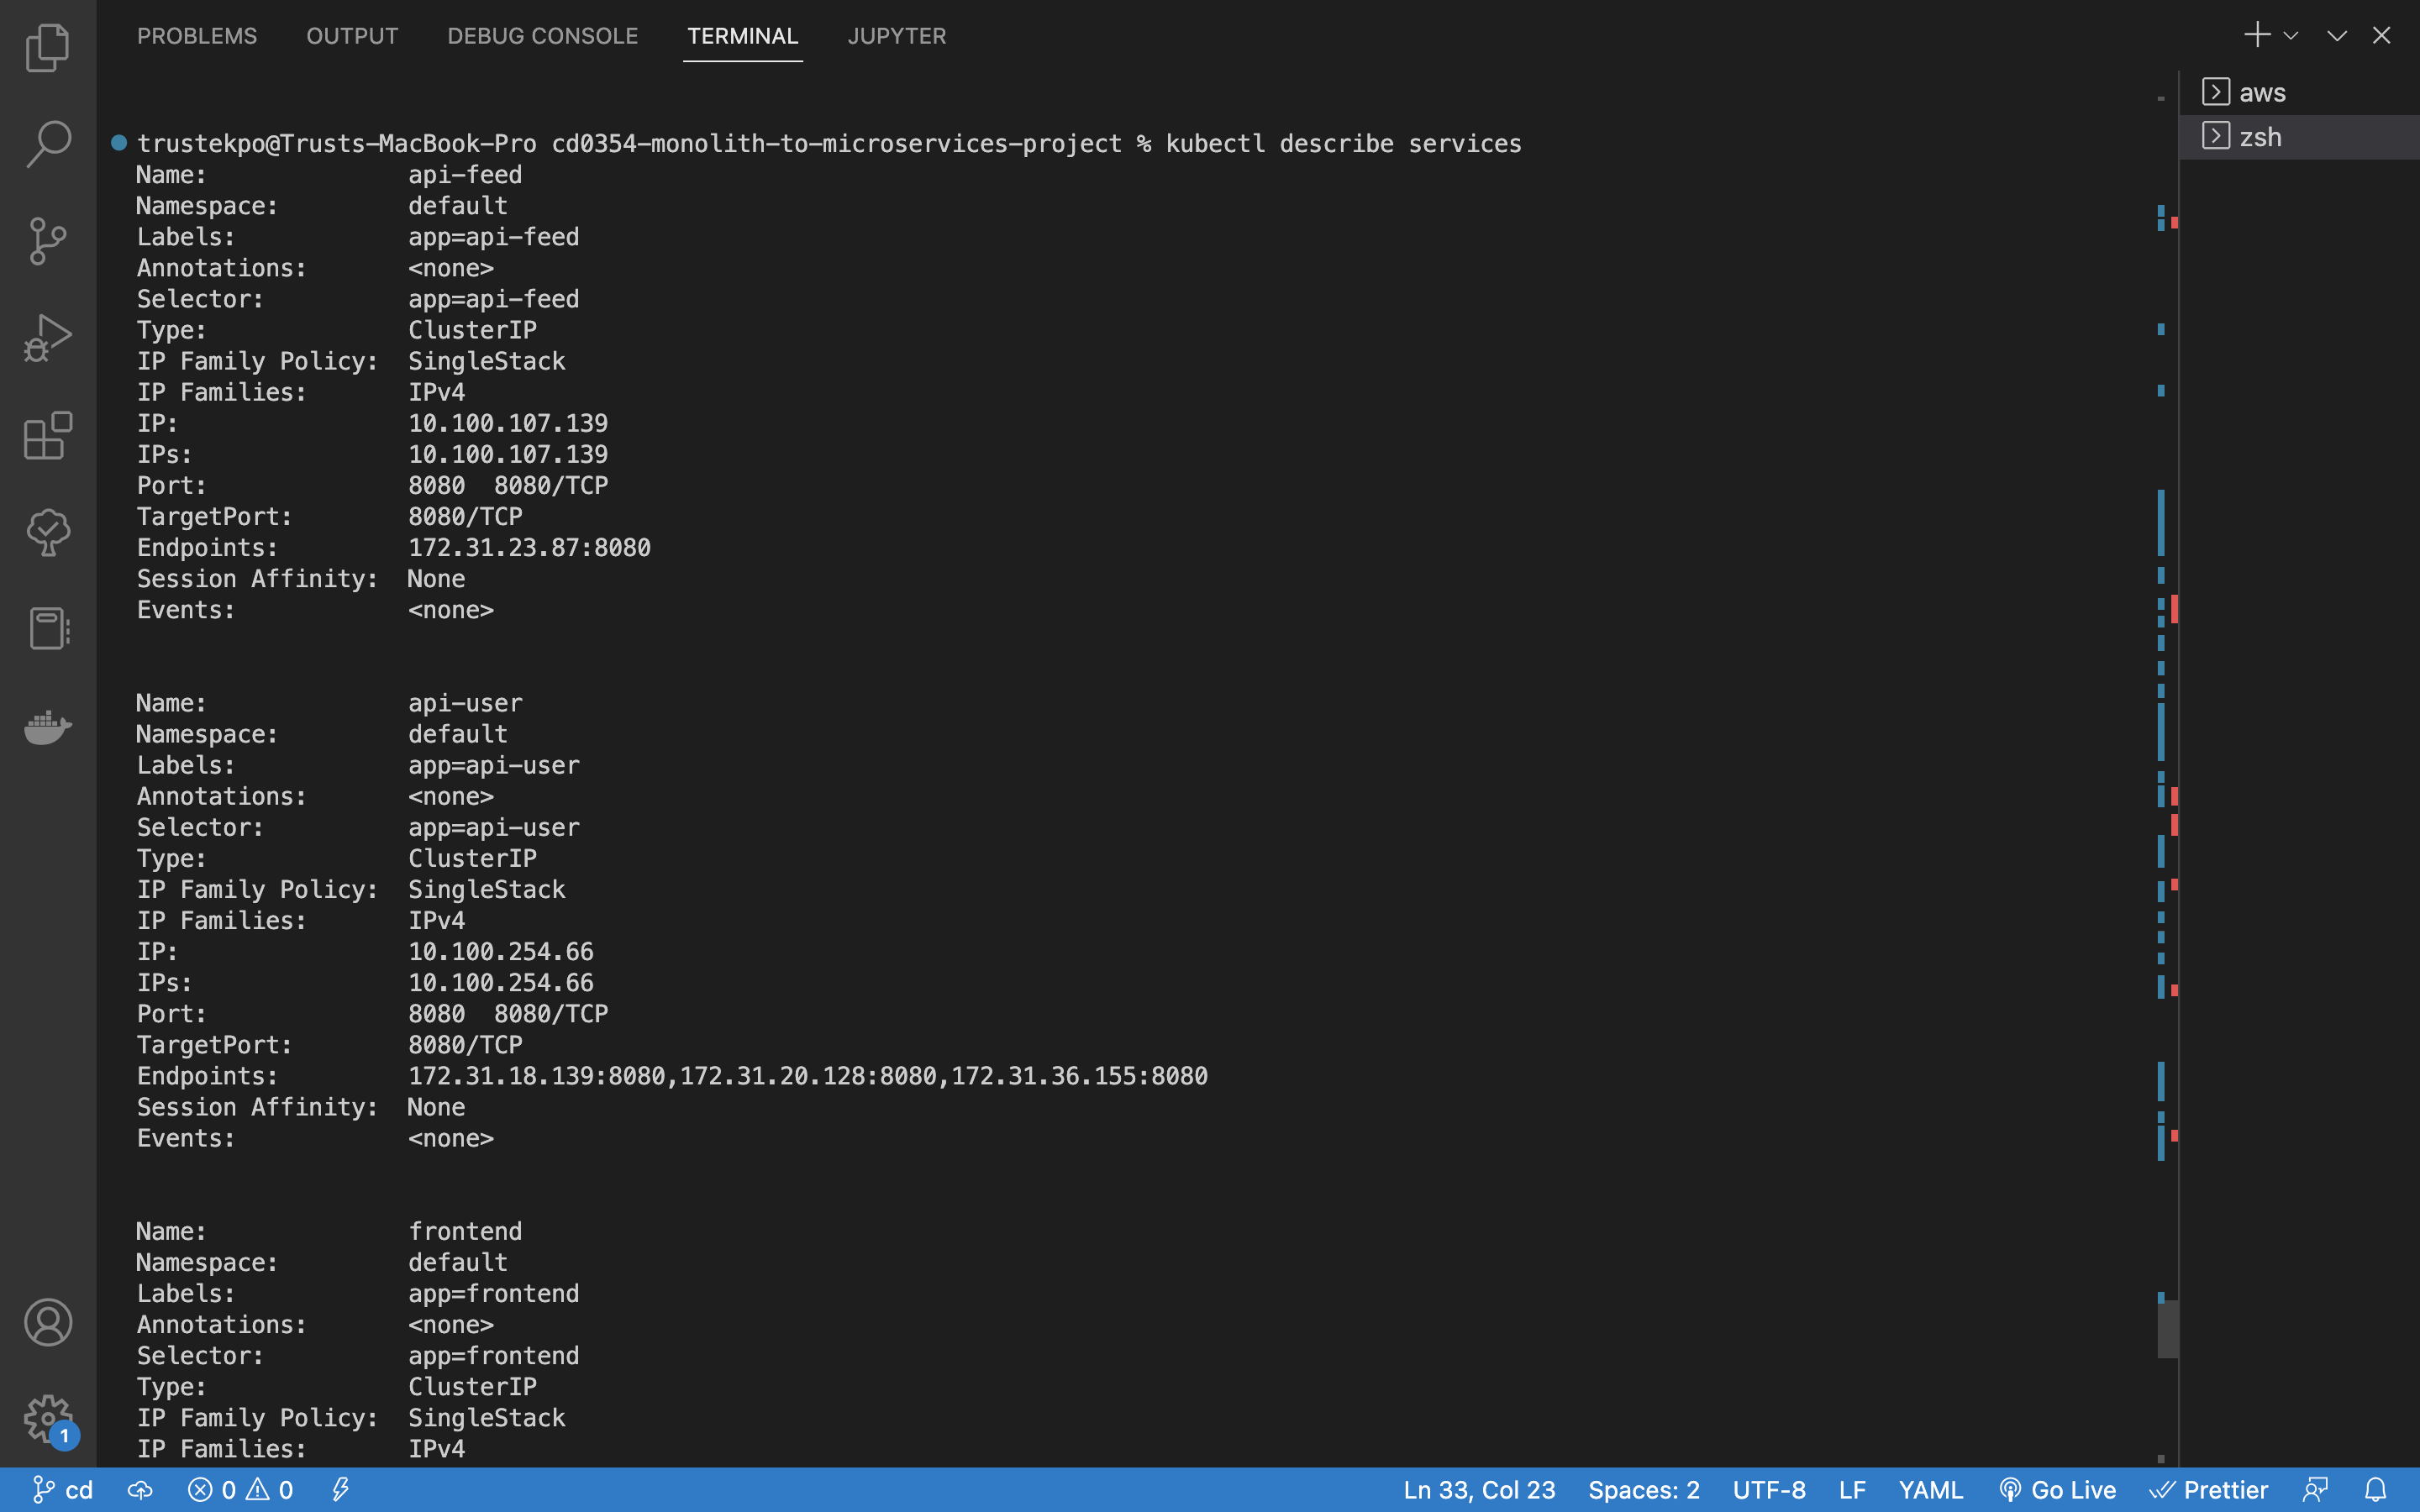 PROBLEMS OUTPUT DEBUG CONSOLE TERMINAL JUPYTER
aws
zsh
trustekpo@Trusts-MacBook-Pro cd0354-monolith-to-microservices-project % kubectl describe services
Name: api-feed
Namespace: default
Labels: app=api-feed
Annotations: <none>
Selector: app=api-feed
Type: ClusterIP
IP Family Policy: SingleStack
IP Families: IPv4
IP: 10.100.107.139
IPs: 10.100.107.139
Port: 8080 8080/TCP
TargetPort: 8080/TCP
Endpoints: 172.31.23.87:8080
Session Affinity: None
Events: <none>
Name: api-user
Namespace: default
Labels: app=api-user
Annotations: <none>
Selector: app=api-user
Type: ClusterIP
IP Family Policy: SingleStack
IP Families: IPv4
IP: 10.100.254.66
IPs: 10.100.254.66
Port: 8080 8080/TCP
TargetPort: 8080/TCP
Endpoints: 172.31.18.139:8080,172.31.20.128:8080,172.31.36.155:8080
Session Affinity: None
Events: <none>
Name: frontend
Namespace: default
Labels: app=frontend
Annotations: <none>
Selector: app=frontend
Type: ClusterIP
IP Family Policy: SingleStack
IP Families: IPv4
1
cd 0 0 Ln 33, Col 23 Spaces: 2 UTF-8 LF YAML Go Live Prettier